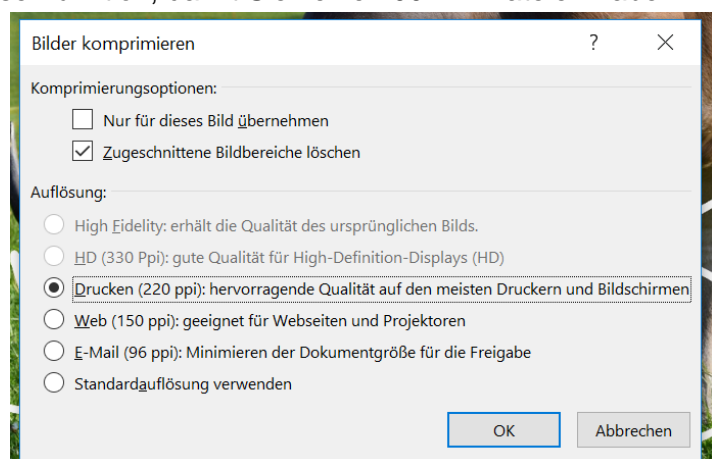 Bilder komprimieren ? ×
Komprimierungsoptionen:
Nur für dieses Bild übernehmen
Zugeschnittene Bildbereiche löschen
Auflösung:
High Fidelity: erhält die Qualität des ursprünglichen Bilds.
HD (330 Ppi): gute Qualität für High-Definition-Displays (HD)
Drucken (220 ppi): hervorragende Qualität auf den meisten Druckern und Bildschirmen
Web (150 ppi): geeignet für Webseiten und Projektoren
E-Mail (96 ppi): Minimieren der Dokumentgröße für die Freigabe
Standardauflösung verwenden
OK Abbrechen